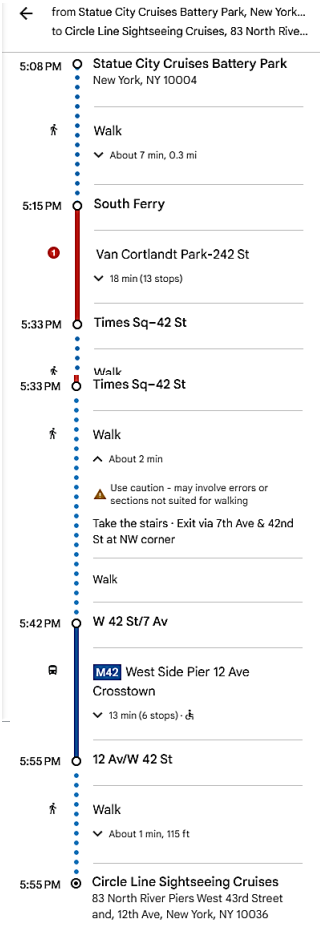 from Statue City Cruises Battery Park, New York...
to Circle Line Sightseeing Cruises, 83 North Rive...
5:08 PM Statue City Cruises Battery Park
New York, NY 10004
Walk
About 7 min, 0.3 mi
5:15 PM South Ferry
1 Van Cortlandt Park-242 St
18 min (13 stops)
5:33 PM Times Sq–42 St
Walk
5:33 PM Times Sq–42 St
Walk
About 2 min
Use caution - may involve errors or
sections not suited for walking
Take the stairs · Exit via 7th Ave & 42nd
St at NW corner
Walk
5:42 PM W 42 St/7 Av
M42 West Side Pier 12 Ave
Crosstown
13 min (6 stops) ·
5:55 PM 12 Av/W 42 St
Walk
About 1 min, 115 ft
5:55 PM Circle Line Sightseeing Cruises
83 North River Piers West 43rd Street
and, 12th Ave, New York, NY 10036